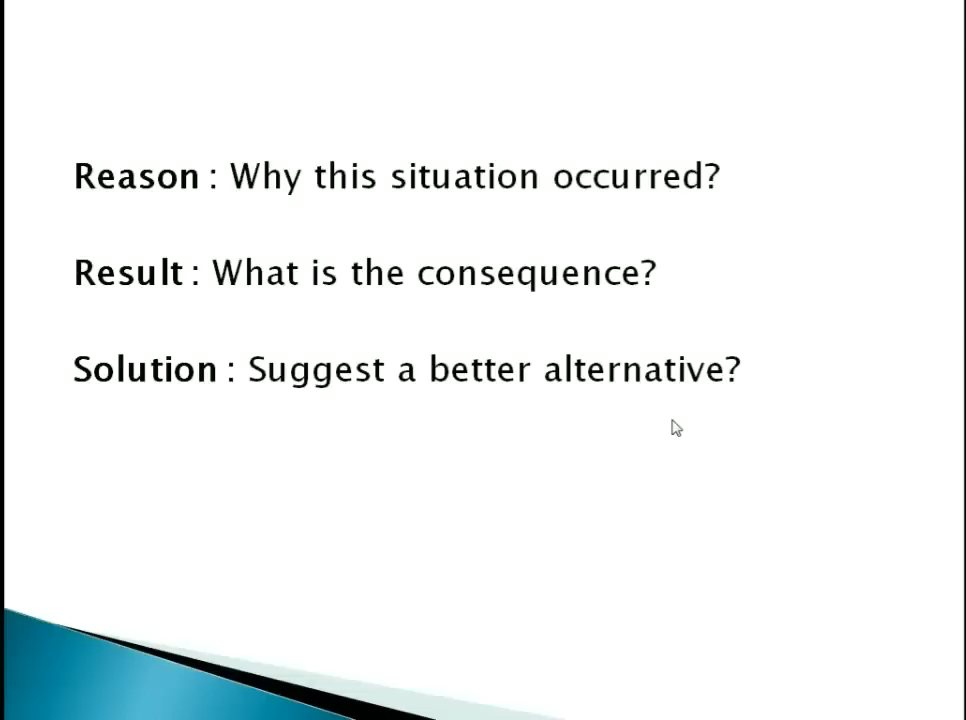 Reason : Why this situation occurred?
Result : What is the consequence?
Solution : Suggest a better alternative?